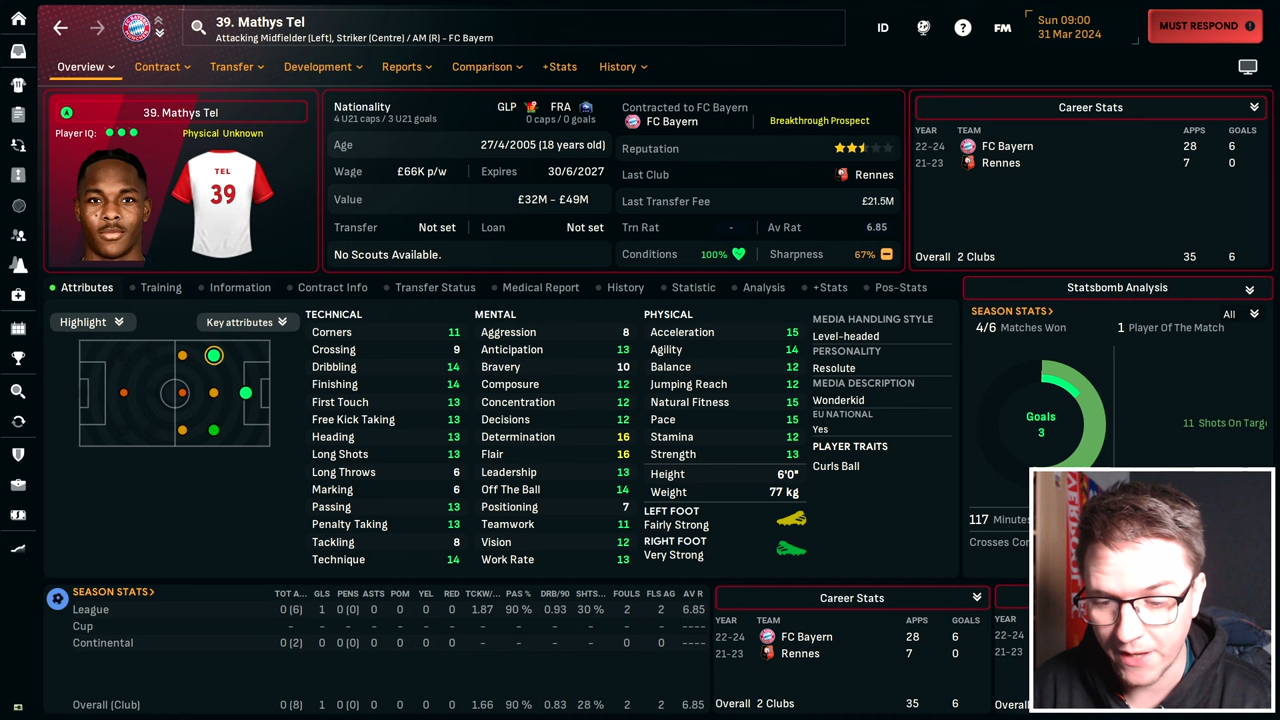 39. Mathys Tel
Attacking Midfielder (Left), Striker (Centre) / AM (R) - FC Bayern
ID
FM
Sun 09:00
31 Mar 2024
MUST RESPOND
Overview
Contract
Transfer
Development
Reports
Comparison
+Stats
History
39. Mathys Tel
Player IQ:
Physical Unknown
TEL
39
Nationality
4 U21 caps / 3 U21 goals
GLP
FRA
0 caps / 0 goals
Age
27/4/2005 (18 years old)
Wage
£66K p/w
Expires
30/6/2027
Value
£32M - £49M
Transfer
Not set
Loan
Not set
No Scouts Available.
Contracted to FC Bayern
FC Bayern
Breakthrough Prospect
Reputation
Last Club
Rennes
Last Transfer Fee
£21.5M
Trn Rat
-
Av Rat
6.85
Conditions
100%
Sharpness
67%
Career Stats
YEAR TEAM APPS GOALS
22-24 FC Bayern 28 6
21-23 Rennes 7 0
Overall 2 Clubs 35 6
Attributes
Training
Information
Contract Info
Transfer Status
Medical Report
History
Statistic
Analysis
+Stats
Pos-Stats
Highlight
Key attributes
TECHNICAL
Corners 11
Crossing 9
Dribbling 14
Finishing 14
First Touch 13
Free Kick Taking 13
Heading 13
Long Shots 13
Long Throws 6
Marking 6
Passing 13
Penalty Taking 13
Tackling 8
Technique 14
MENTAL
Aggression 8
Anticipation 13
Bravery 10
Composure 12
Concentration 12
Decisions 12
Determination 16
Flair 16
Leadership 13
Off The Ball 14
Positioning 7
Teamwork 11
Vision 12
Work Rate 13
PHYSICAL
Acceleration 15
Agility 14
Balance 12
Jumping Reach 12
Natural Fitness 15
Pace 15
Stamina 12
Strength 13
Height 6'0"
Weight 77 kg
LEFT FOOT
Fairly Strong
RIGHT FOOT
Very Strong
MEDIA HANDLING STYLE
Level-headed
PERSONALITY
Resolute
MEDIA DESCRIPTION
Wonderkid
EU NATIONAL
Yes
PLAYER TRAITS
Curls Ball
Statsbomb Analysis
SEASON STATS>
All
4/6 Matches Won
1 Player Of The Match
Goals
3
11 Shots On Targe
117 Minute
Crosses Co
SEASON STATS>
TOT A... GLS PENS ASTS POM YEL RED TCKW/... PAS % DRB/90 SHTS... FOULS FLS AG AV R
League 0 (6) 1 0 (0) 0 0 0 0 1.87 90 % 0.93 30 % 2 2 6.85
Cup - - - - - - - - - - - - - ----
Continental 0 (2) 0 0 (0) 0 0 0 0 - - - - 0 0 ----
Overall (Club) 0 (8) 1 0 (0) 0 0 0 0 1.66 90 % 0.83 28 % 2 2 6.85
Career Stats
YEAR TEAM APPS GOALS
22-24 FC Bayern 28 6
21-23 Rennes 7 0
Overall 2 Clubs 35 6
YEAR
22-24
21-23
Overall